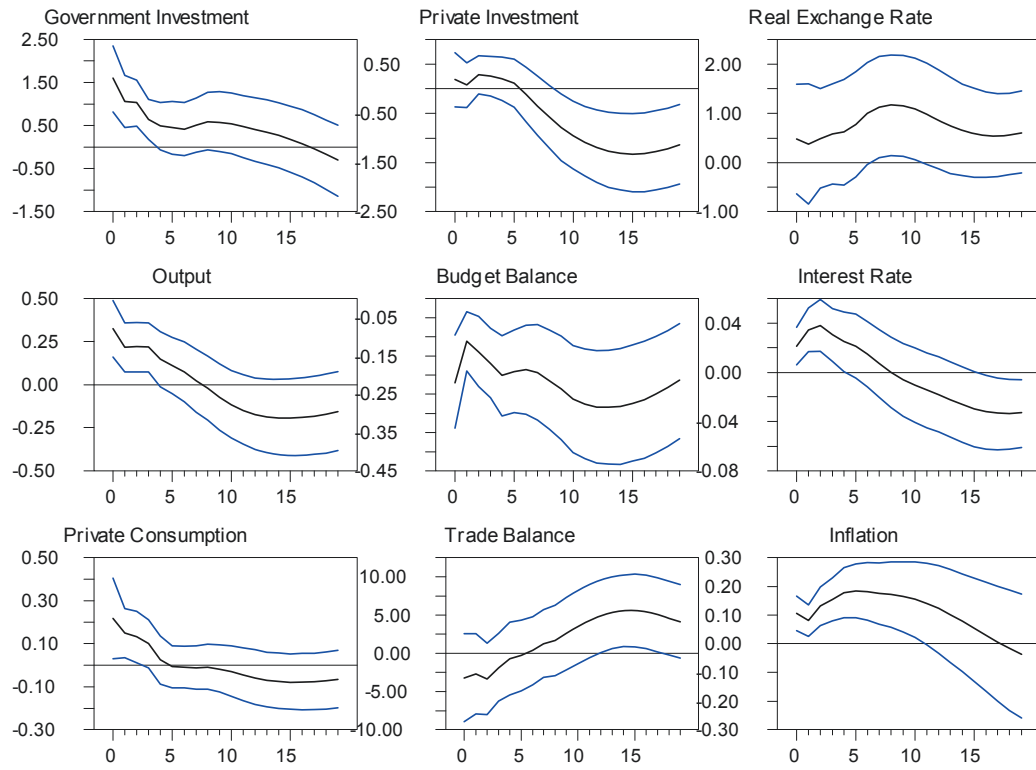 Government Investment Private Investment Real Exchange Rate
2.50
1.50 0.50 2.00
0.50 -0.50 1.00
-0.50 -1.50 0.00
-1.50 -2.50 -1.00
0 5 10 15 0 5 10 15 0 5 10 15
Output Budget Balance Interest Rate
0.50 -0.05 0.04
0.25 -0.15
0.00 -0.25 0.00
-0.25 -0.35 -0.04
-0.50 -0.45 -0.08
0 5 10 15 0 5 10 15 0 5 10 15
Private Consumption Trade Balance Inflation
0.50 10.00 0.30
0.30 5.00 0.20
0.10 0.00 0.10
-0.10 -5.00 0.00
-0.30 -10.00 -0.10
-0.20
-0.30
0 5 10 15 0 5 10 15 0 5 10 15